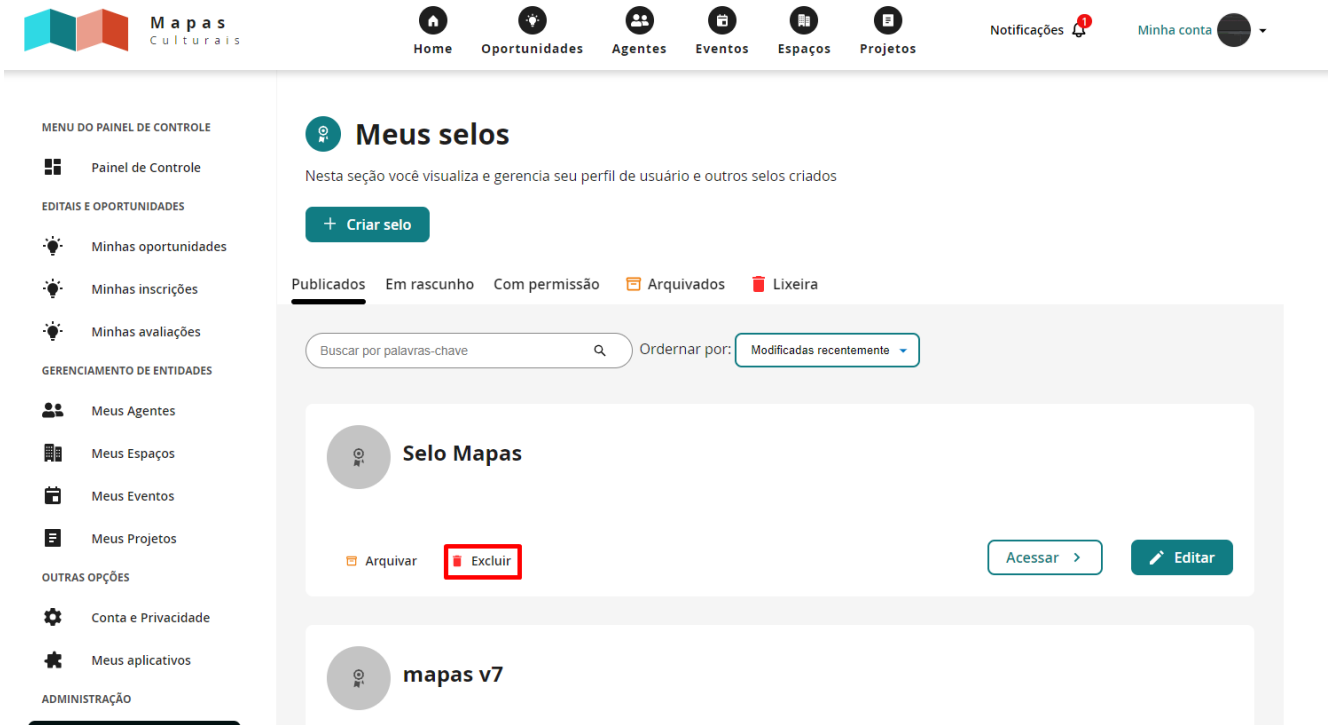 Mapas
Culturais
Home
Oportunidades
Agentes
Eventos
Espaços
Projetos
Notificações
1
Minha conta
MENU DO PAINEL DE CONTROLE
Painel de Controle
EDITAIS E OPORTUNIDADES
Minhas oportunidades
Minhas inscrições
Minhas avaliações
GERENCIAMENTO DE ENTIDADES
Meus Agentes
Meus Espaços
Meus Eventos
Meus Projetos
OUTRAS OPÇÕES
Conta e Privacidade
Meus aplicativos
ADMINISTRAÇÃO
Meus selos
Nesta seção você visualiza e gerencia seu perfil de usuário e outros selos criados
+ Criar selo
Publicados Em rascunho Com permissão Arquivados Lixeira
Buscar por palavras-chave Ordernar por: Modificadas recentemente
Selo Mapas
Arquivar Excluir Acessar > Editar
mapas v7